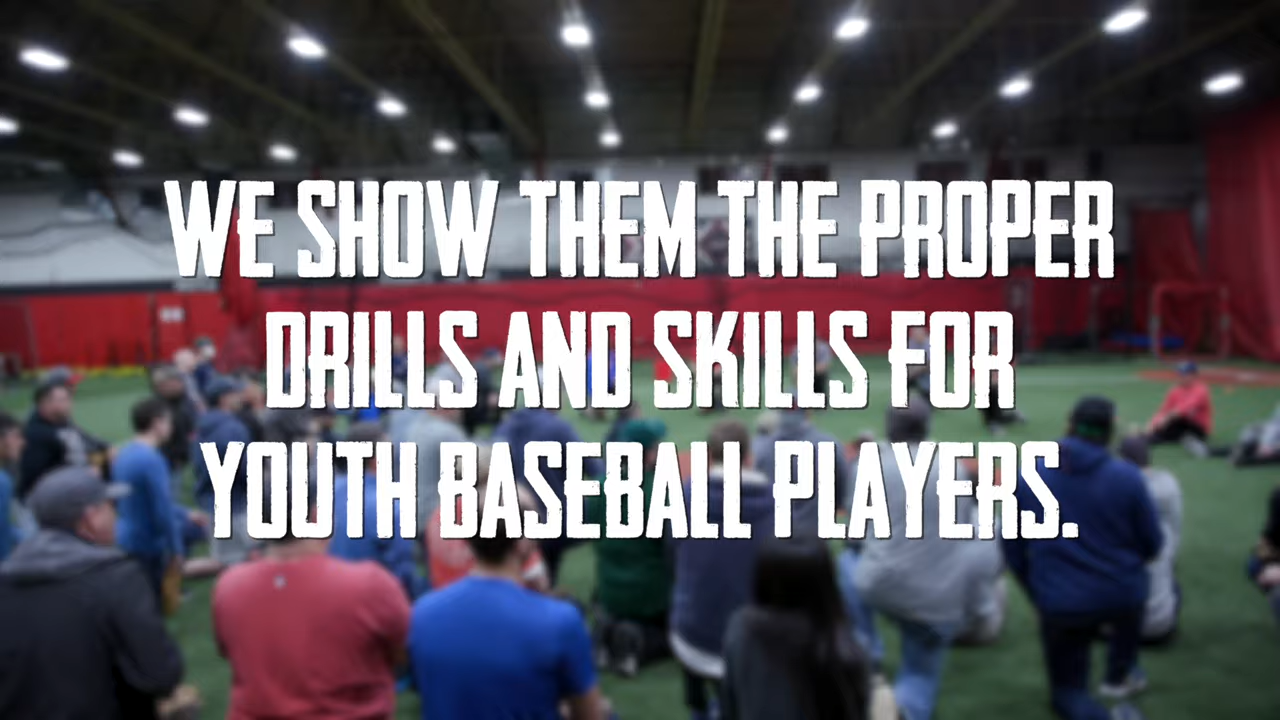 WE SHOW THEM THE PROPER
DRILLS AND SKILLS FOR
YOUTH BASEBALL PLAYERS.